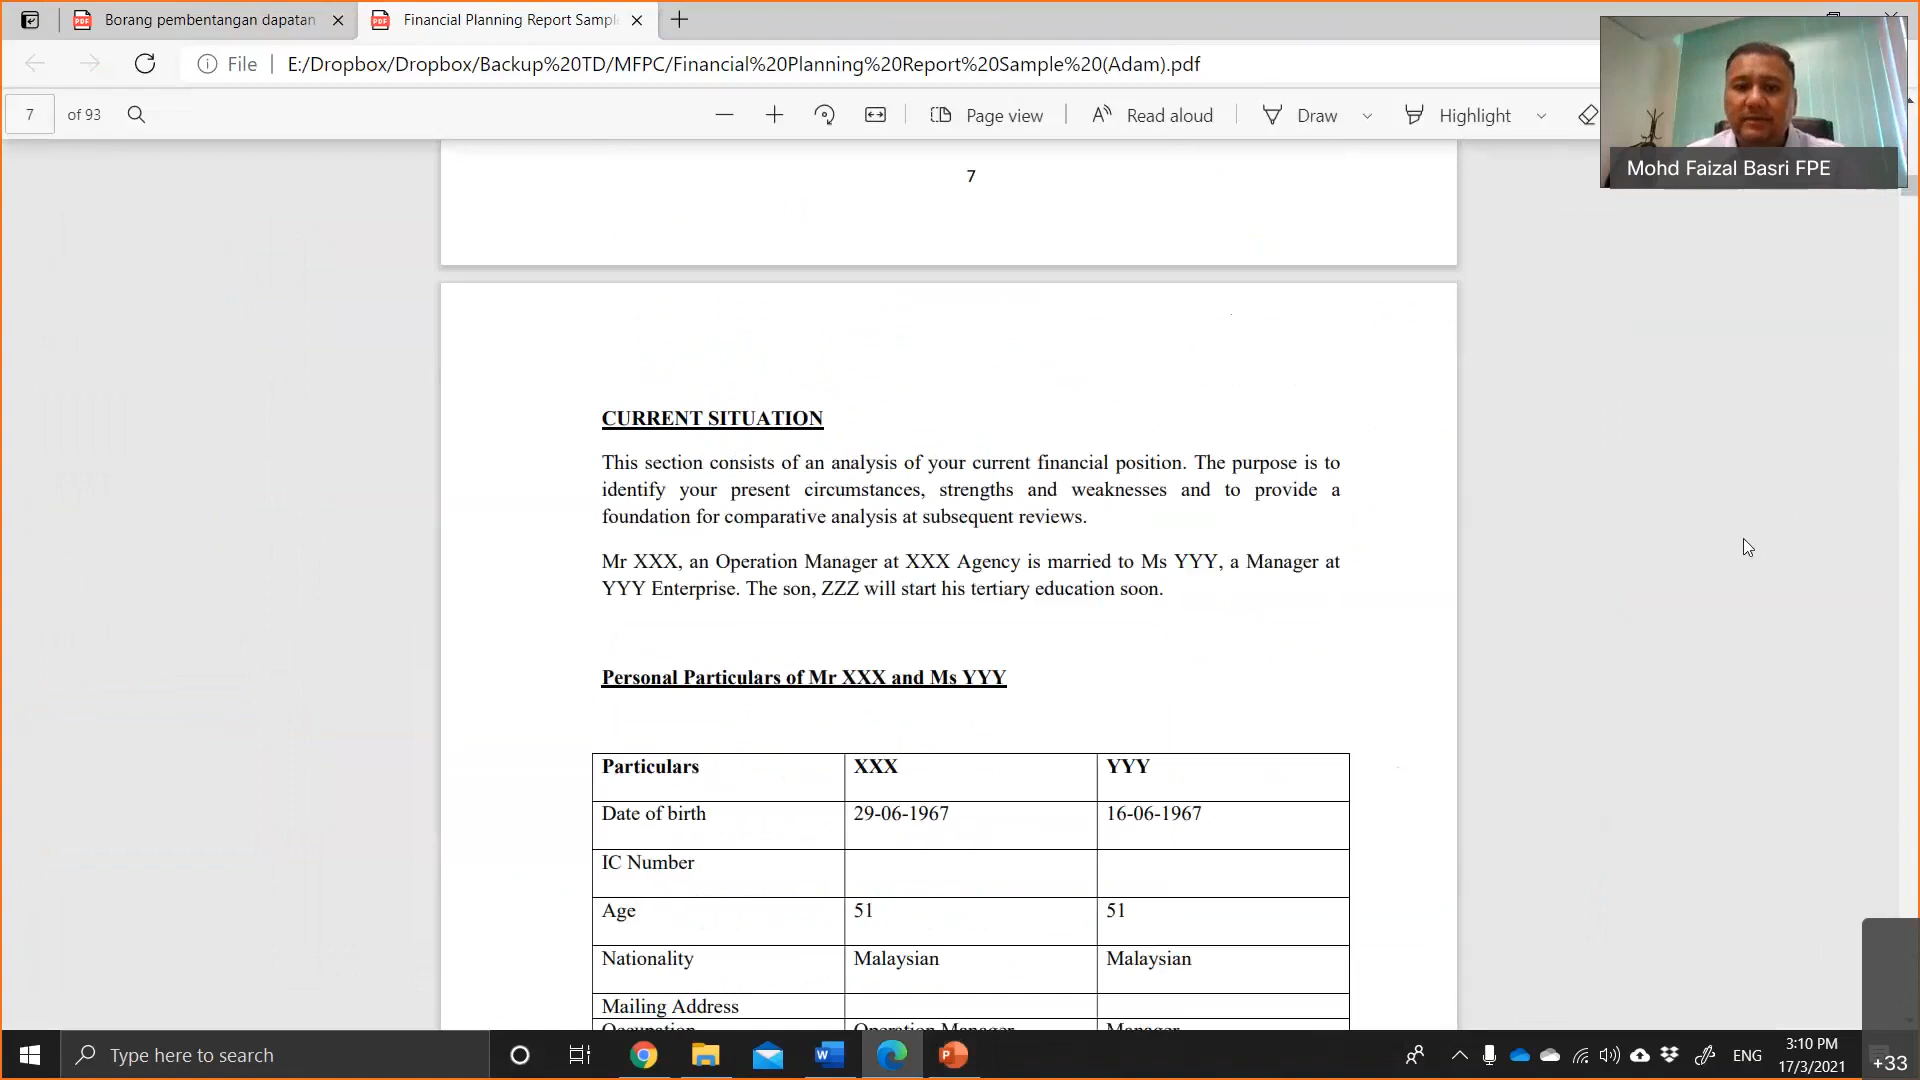 Borang pembentangan dapatan
Financial Planning Report Sampl
File
E:/Dropbox/Dropbox/Backup%20TD/MFPC/Financial%20Planning%20Report%20Sample%20(Adam).pdf
7 of 93
Page view
Read aloud
Draw
Highlight
Mohd Faizal Basri FPE
7
CURRENT SITUATION
This section consists of an analysis of your current financial position. The purpose is to
identify your present circumstances, strengths and weaknesses and to provide a
foundation for comparative analysis at subsequent reviews.
Mr XXX, an Operation Manager at XXX Agency is married to Ms YYY, a Manager at
YYY Enterprise. The son, ZZZ will start his tertiary education soon.
Personal Particulars of Mr XXX and Ms YYY
Particulars XXX YYY
Date of birth 29-06-1967 16-06-1967
IC Number
Age 51 51
Nationality Malaysian Malaysian
Mailing Address
Occupation Operation Manager Manager
Type here to search
ENG
3:10 PM
17/3/2021
+33